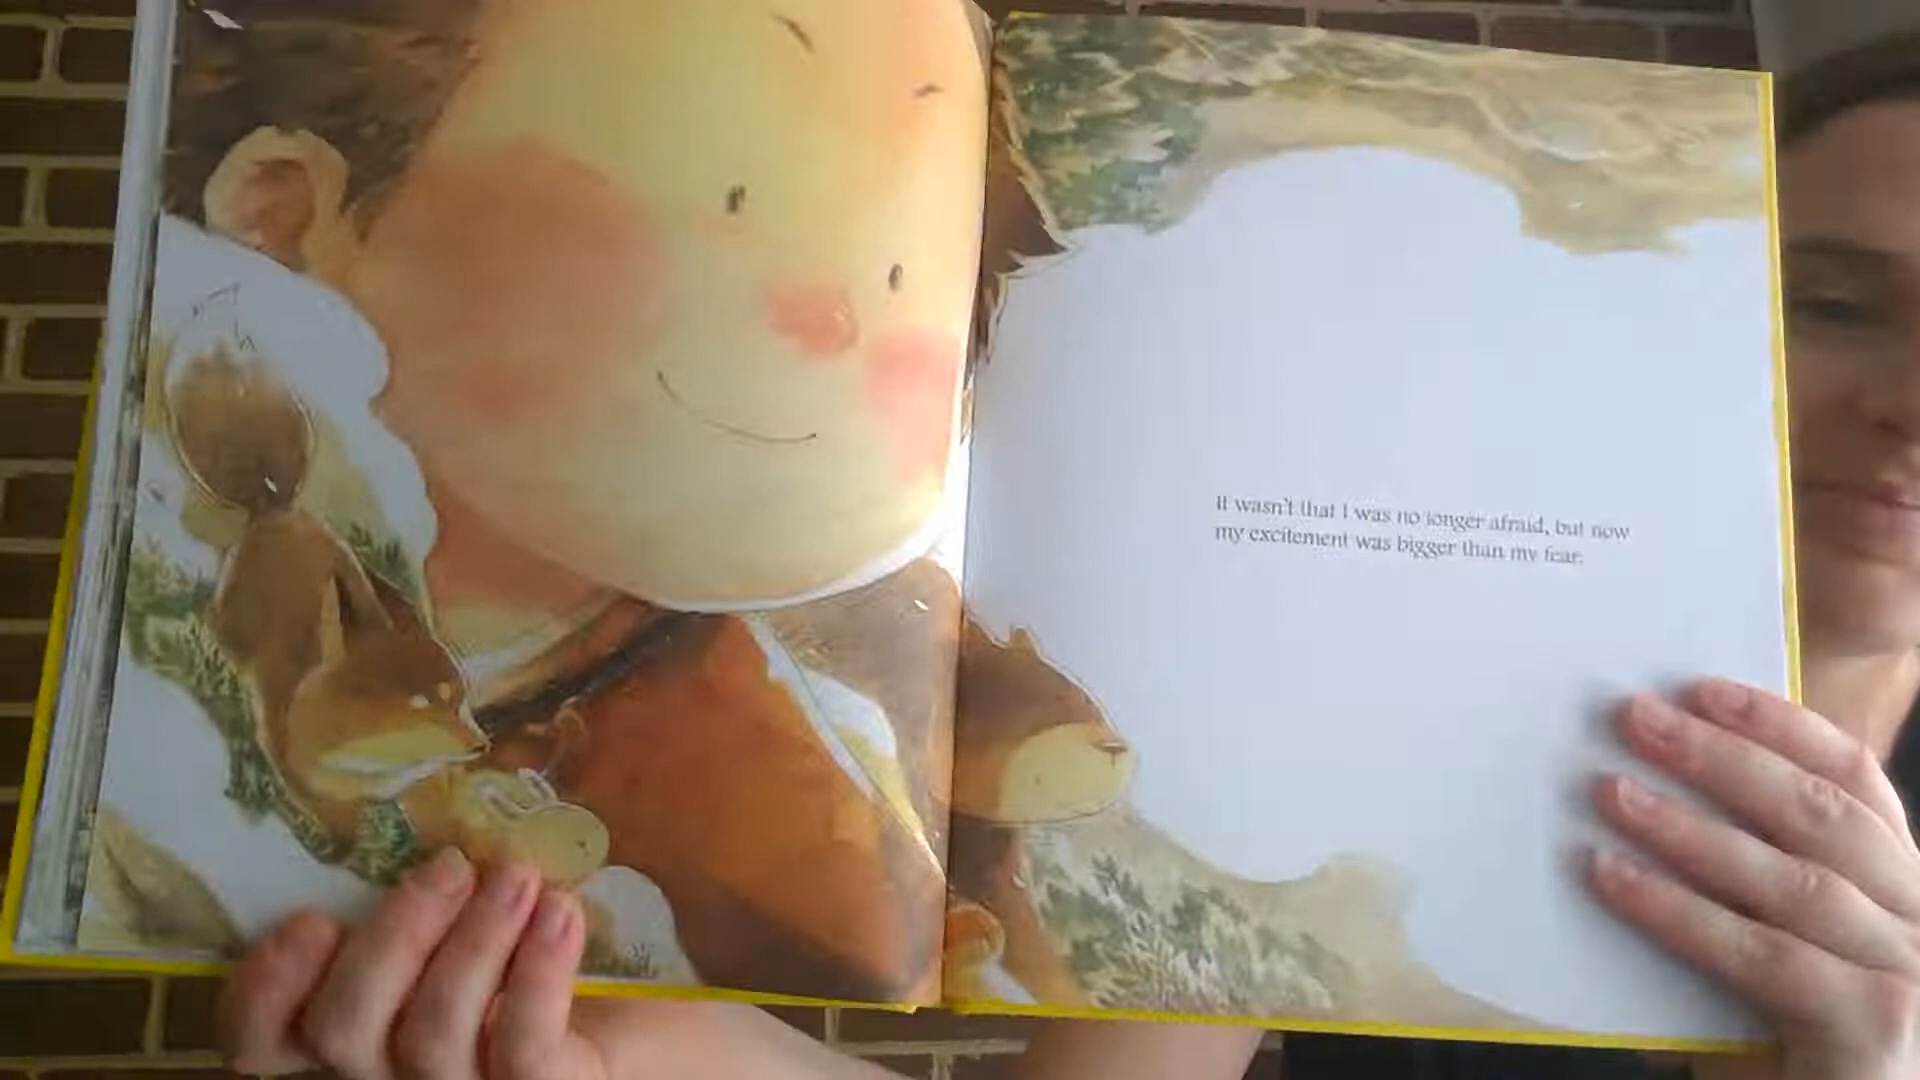 It wasn't that I was no longer afraid, but now
my excitement was bigger than my fear.